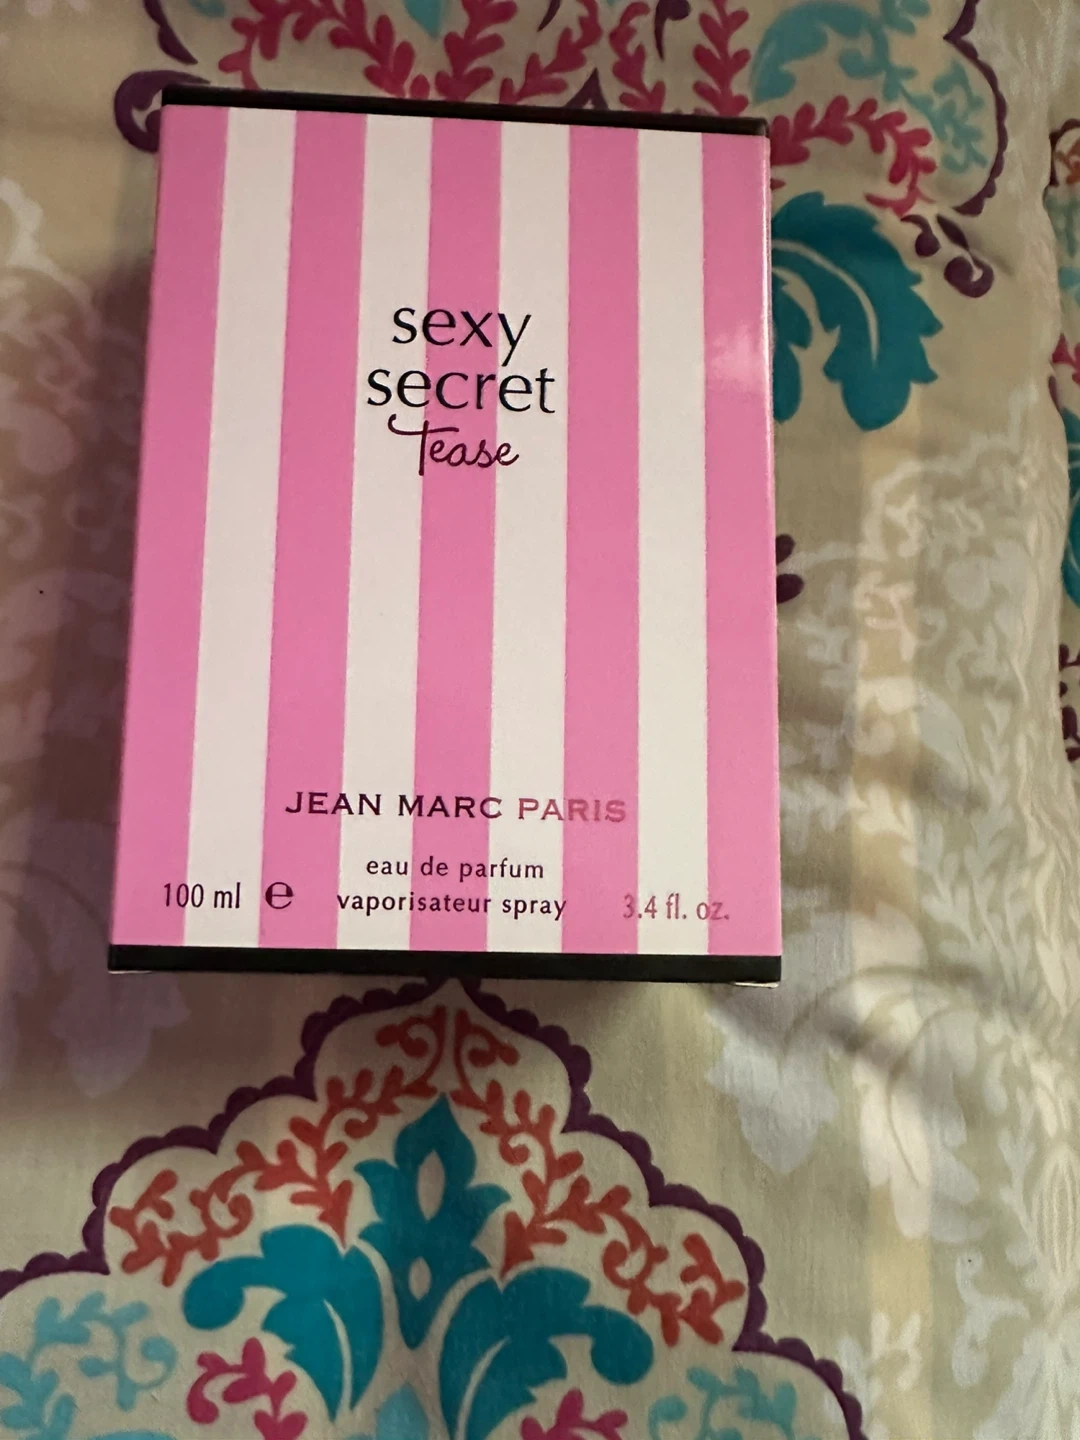 sexy
secret
Tease
JEAN MARC PARIS
eau de parfum
100 ml e vaporisateur spray 3.4 fl. oz.